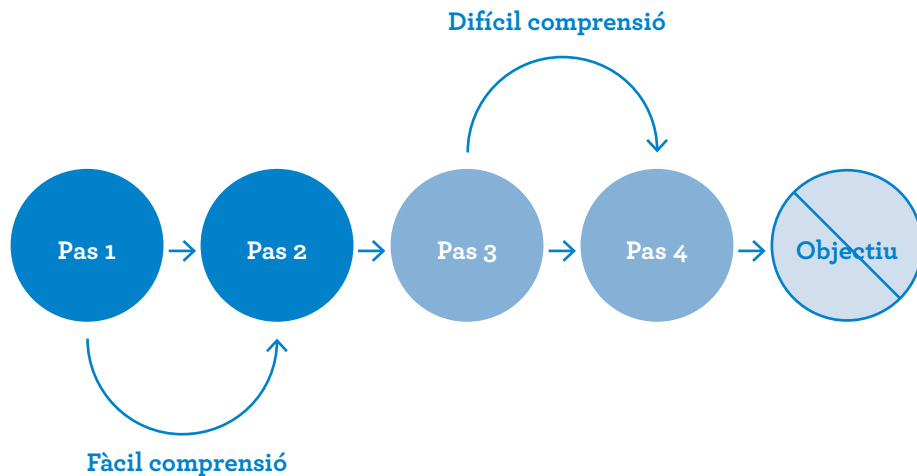 Difícil comprensió
Pas 1
Pas 2
Pas 3
Pas 4
Objectiu
Fàcil comprensió